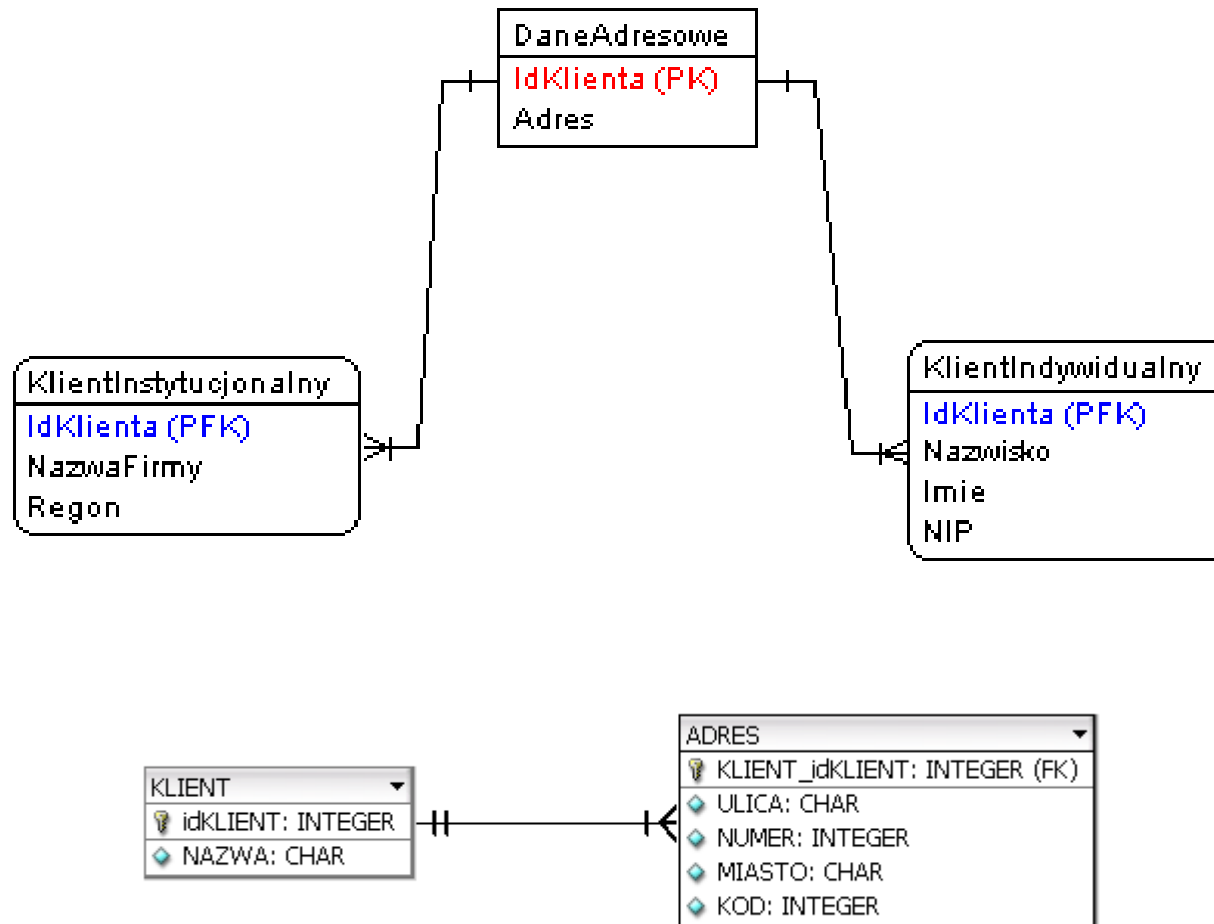 DaneAdresowe
IdKlienta (PK)
Adres
KlientInstytucjonalny
IdKlienta (PFK)
NazwaFirmy
Regon
KlientIndywidualny
IdKlienta (PFK)
Nazwisko
Imie
NIP
KLIENT
idKLIENT: INTEGER
NAZWA: CHAR
ADRES
KLIENT_idKLIENT: INTEGER (FK)
ULICA: CHAR
NUMER: INTEGER
MIASTO: CHAR
KOD: INTEGER